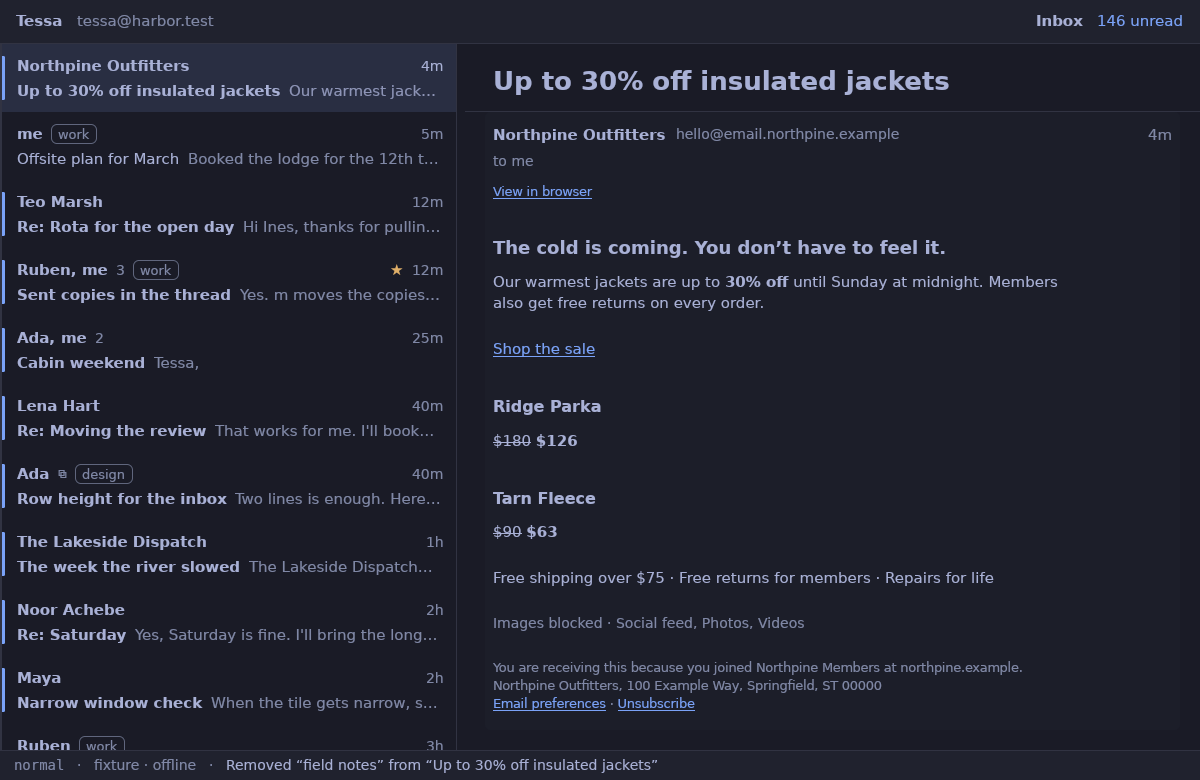 Tessa tessa@harbor.test Inbox 146 unread
Northpine Outfitters 4m
Up to 30% off insulated jackets Our warmest jack…
me work 5m
Offsite plan for March Booked the lodge for the 12th t…
Teo Marsh 12m
Re: Rota for the open day Hi Ines, thanks for pullin…
Ruben, me 3 work ★ 12m
Sent copies in the thread Yes. m moves the copies…
Ada, me 2 25m
Cabin weekend Tessa,
Lena Hart 40m
Re: Moving the review That works for me. I'll book…
Ada design 40m
Row height for the inbox Two lines is enough. Here…
The Lakeside Dispatch 1h
The week the river slowed The Lakeside Dispatch…
Noor Achebe 2h
Re: Saturday Yes, Saturday is fine. I'll bring the long…
Maya 2h
Narrow window check When the tile gets narrow, s…
Ruben work 3h
Up to 30% off insulated jackets
Northpine Outfitters hello@email.northpine.example 4m
to me
View in browser
The cold is coming. You don’t have to feel it.
Our warmest jackets are up to 30% off until Sunday at midnight. Members
also get free returns on every order.
Shop the sale
Ridge Parka
$180 $126
Tarn Fleece
$90 $63
Free shipping over $75 · Free returns for members · Repairs for life
Images blocked · Social feed, Photos, Videos
You are receiving this because you joined Northpine Members at northpine.example.
Northpine Outfitters, 100 Example Way, Springfield, ST 00000
Email preferences · Unsubscribe
normal · fixture · offline · Removed “field notes” from “Up to 30% off insulated jackets”